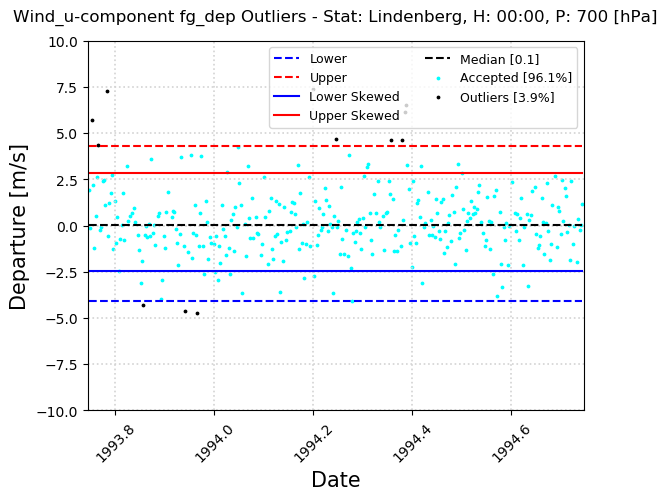 Wind_u-component fg_dep Outliers - Stat: Lindenberg, H: 00:00, P: 700 [hPa]
10.0
7.5
5.0
2.5
0.0
−2.5
−5.0
−7.5
−10.0
Departure [m/s]
Lower
Upper
Lower Skewed
Upper Skewed
Median [0.1]
Accepted [96.1%]
Outliers [3.9%]
1993.8
1994.0
1994.2
1994.4
1994.6
Date